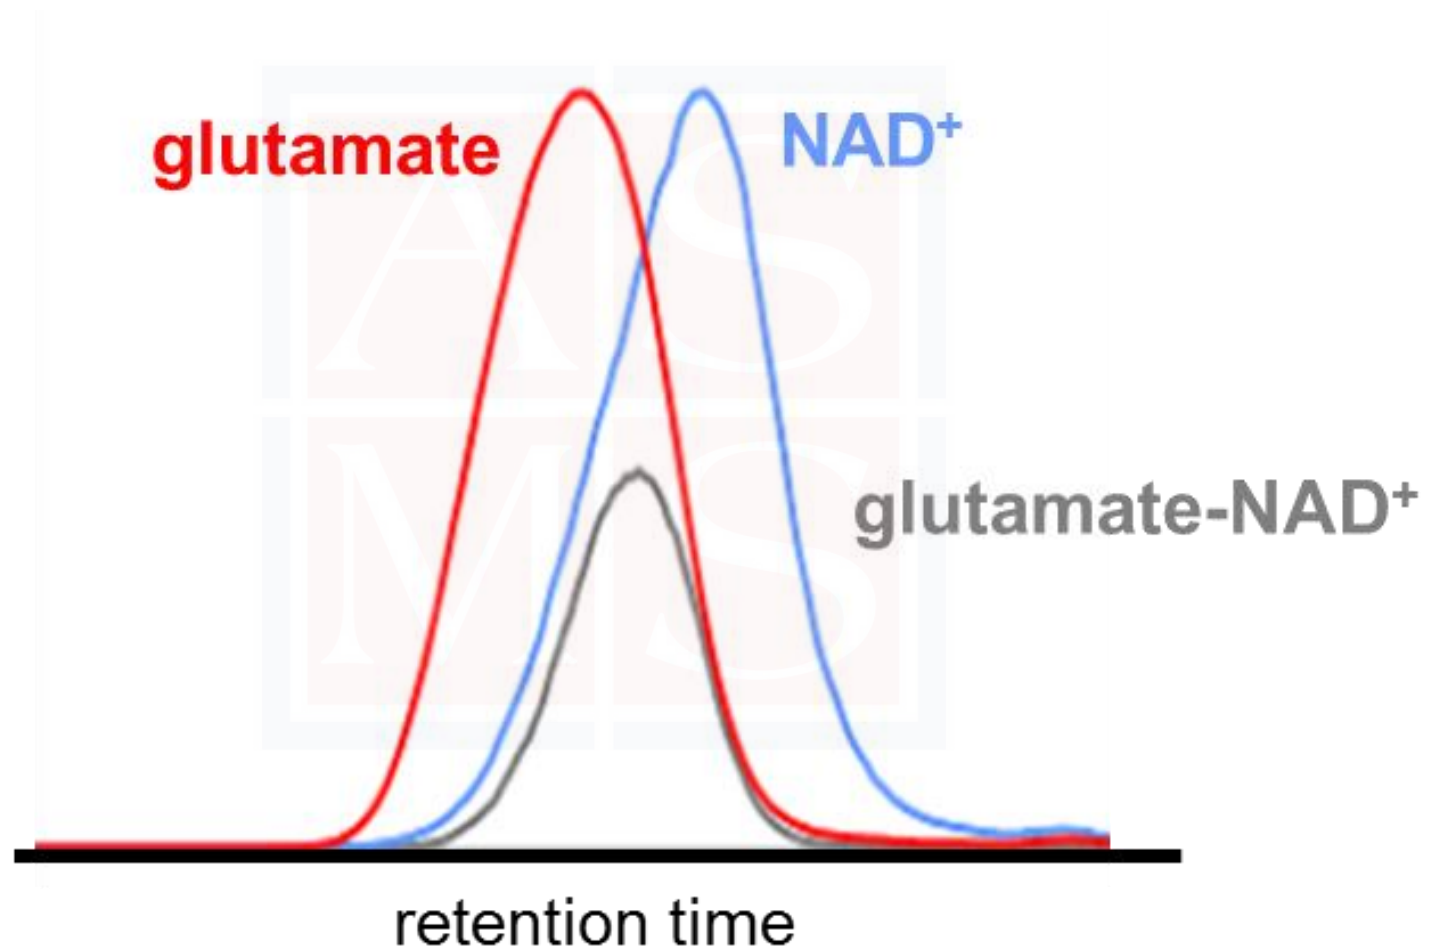 glutamate
NAD⁺
glutamate-NAD⁺
retention time
A S
M S